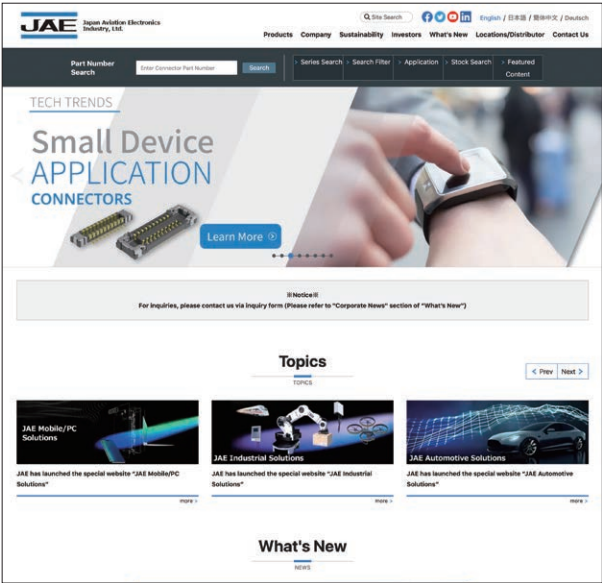 JAE
Japan Aviation Electronics
Industry, Ltd.
Site Search
English / 日本語 / 简体中文 / Deutsch
Products Company Sustainability Investors What's New Locations/Distributor Contact Us
Part Number
Search
Enter Connector Part Number
Search
Series Search
Search Filter
Application
Stock Search
Featured
Content
TECH TRENDS
Small Device
APPLICATION
CONNECTORS
Learn More
※Notice※
For inquiries, please contact us via inquiry form (Please refer to "Corporate News" section of "What's New")
Topics
TOPICS
< Prev
Next >
JAE Mobile/PC
Solutions
JAE Industrial Solutions
JAE Automotive Solutions
JAE has launched the special website "JAE Mobile/PC
Solutions"
JAE has launched the special website "JAE Industrial
Solutions"
JAE has launched the special website "JAE Automotive
Solutions"
more >
more >
more >
What's New
NEWS